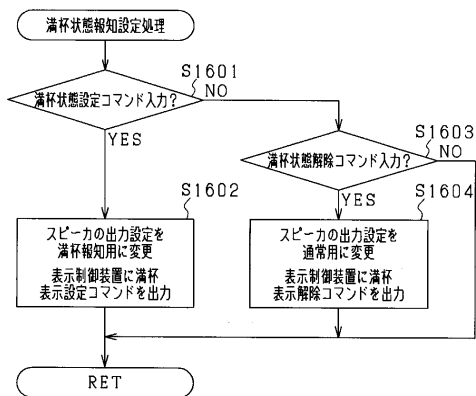 満杯状態報知設定処理
S1601
満杯状態設定コマンド入力?
NO
YES
S1603
満杯状態解除コマンド入力?
NO
YES
S1602
スピーカの出力設定を
満杯報知用に変更
表示制御装置に満杯
表示設定コマンドを出力
S1604
スピーカの出力設定を
通常用に変更
表示制御装置に満杯
表示解除コマンドを出力
RET